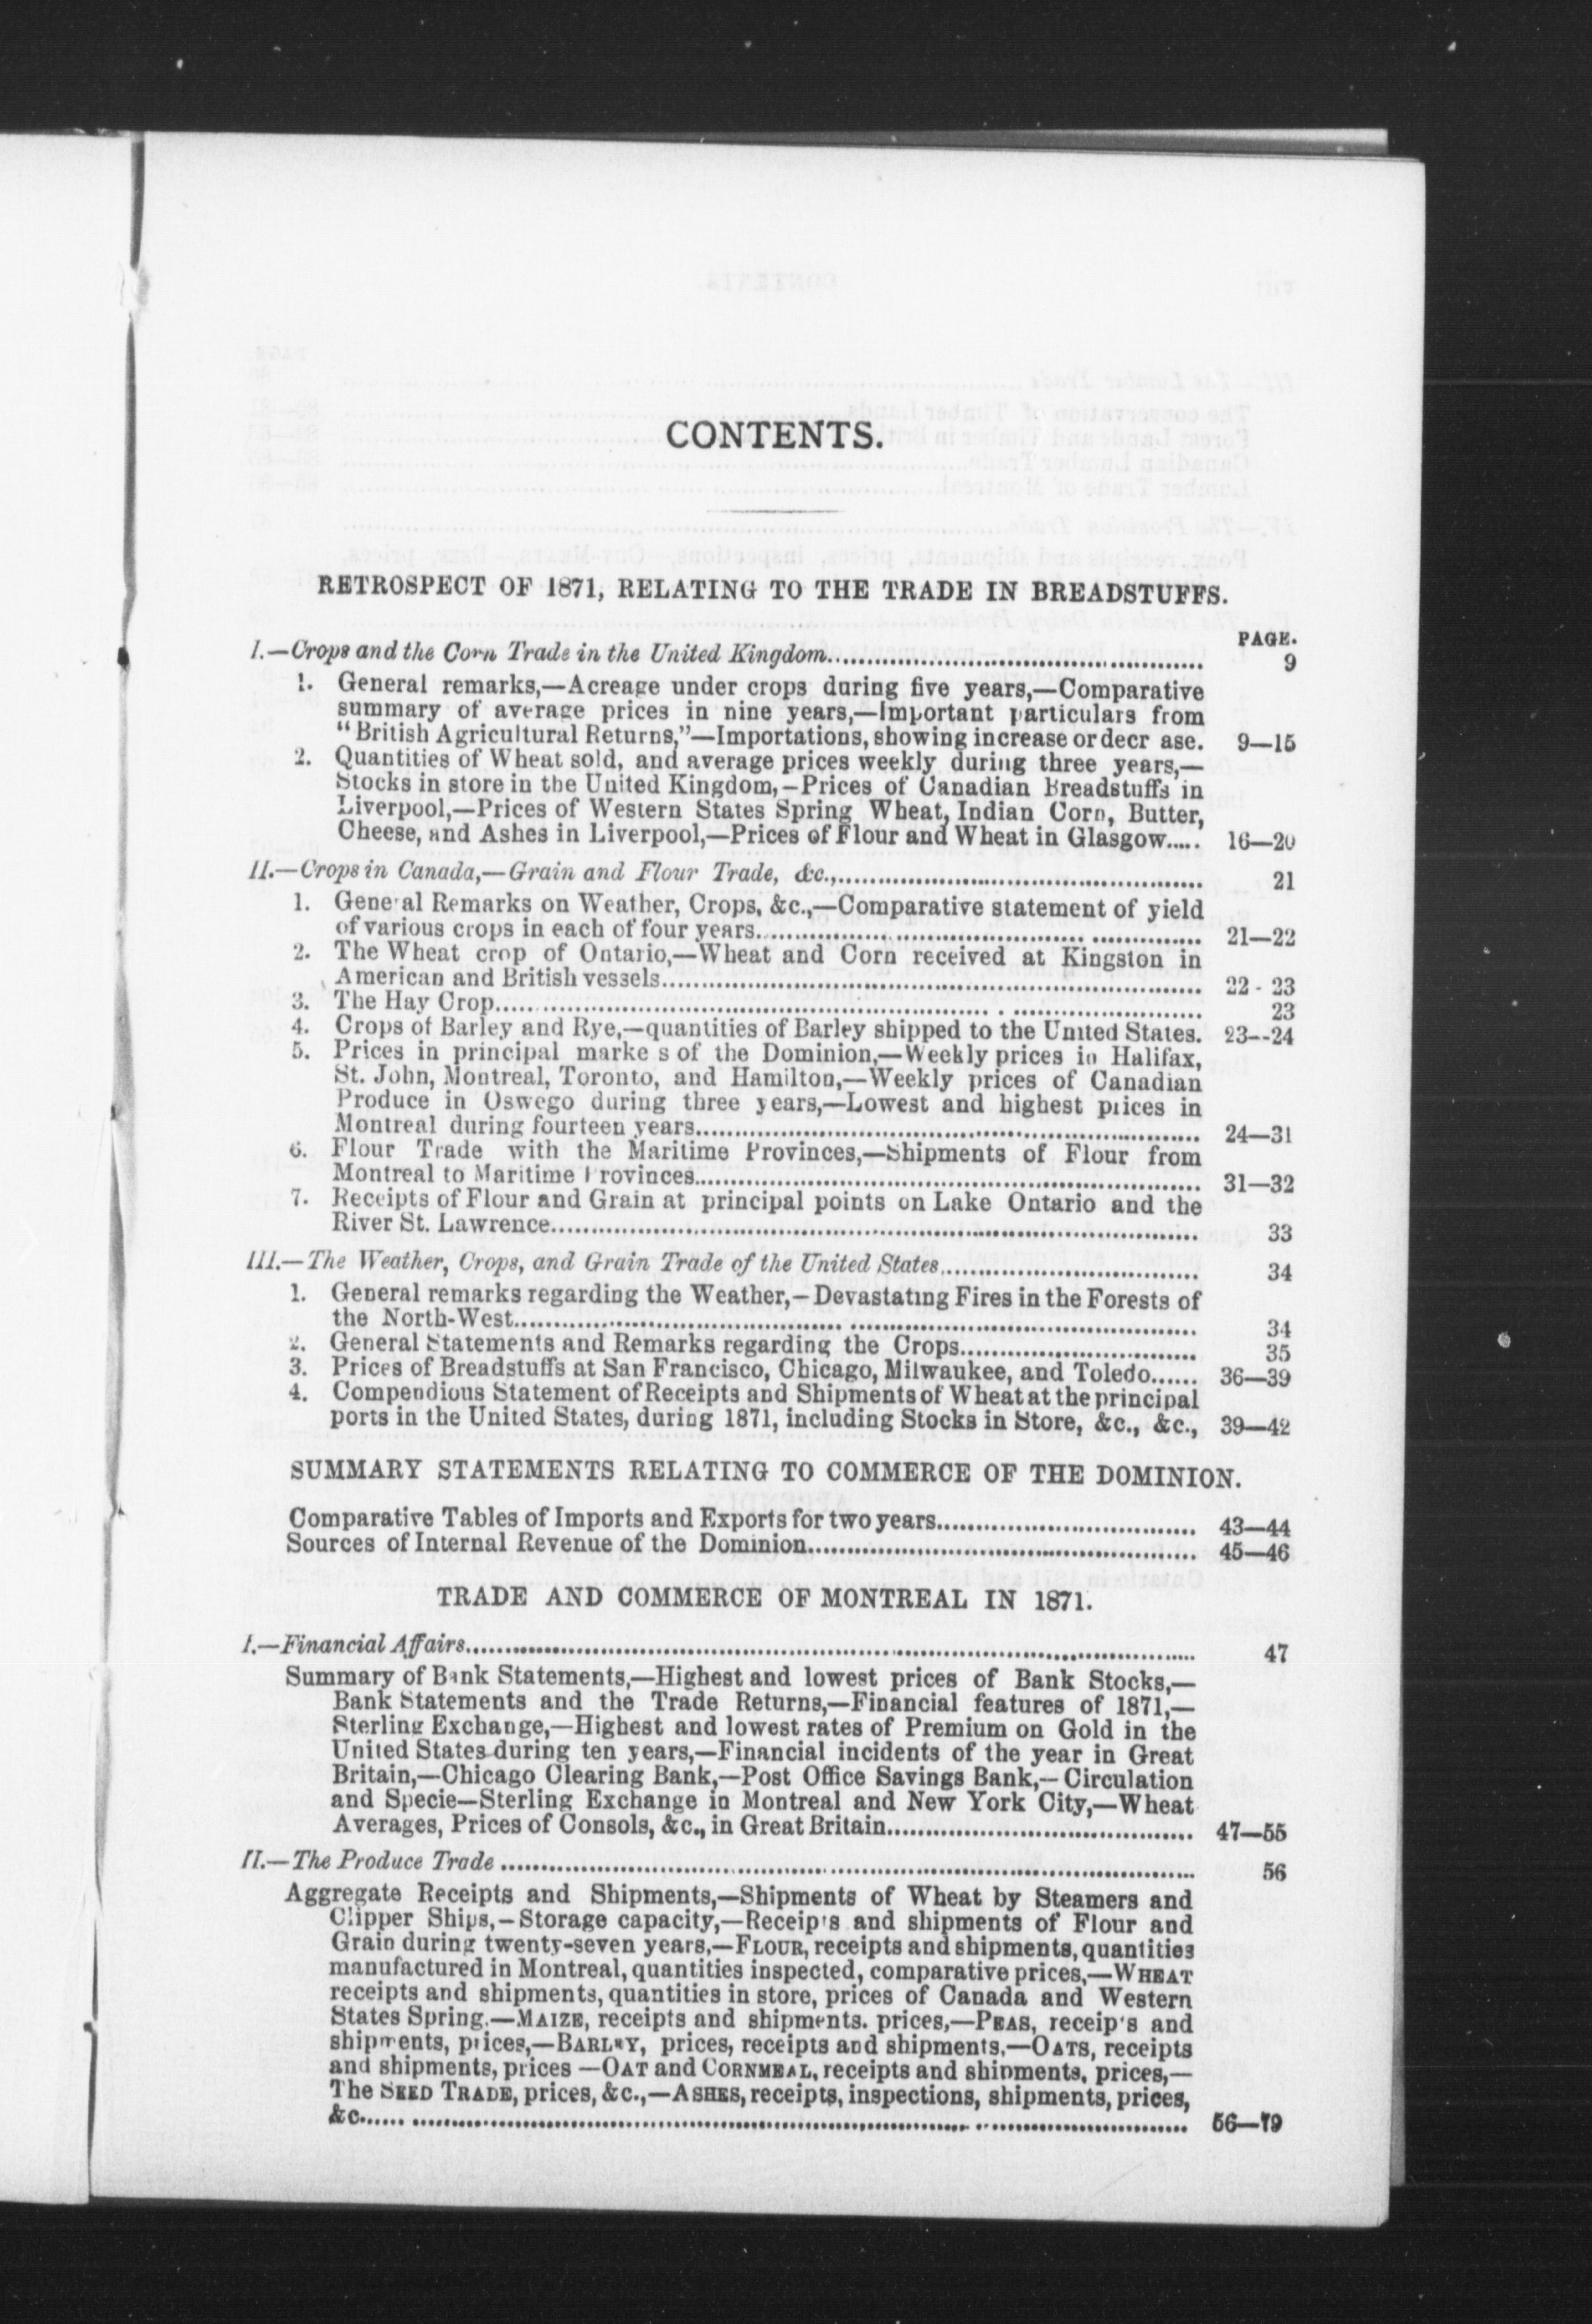 CONTENTS.
RETROSPECT OF 1871, RELATING TO THE TRADE IN BREADSTUFFS.
PAGE.
I.—Crops and the Corn Trade in the United Kingdom........ 9
1. General remarks,—Acreage under crops during five years,—Comparative
summary of average prices in nine years,—Important particulars from
“British Agricultural Returns,”—Importations, showing increase or decr ase. 9—15
2. Quantities of Wheat sold, and average prices weekly during three years,—
Stocks in store in the United Kingdom,—Prices of Canadian Breadstuffs in
Liverpool,—Prices of Western States Spring Wheat, Indian Corn, Butter,
Cheese, and Ashes in Liverpool,—Prices of Flour and Wheat in Glasgow..... 16—20
II.—Crops in Canada,—Grain and Flour Trade, &c.,........ 21
1. General Remarks on Weather, Crops, &c.,—Comparative statement of yield
of various crops in each of four years........ 21—22
2. The Wheat crop of Ontario,—Wheat and Corn received at Kingston in
American and British vessels........ 22 - 23
3. The Hay Crop........ 23
4. Crops of Barley and Rye,—quantities of Barley shipped to the United States. 23--24
5. Prices in principal marke s of the Dominion,—Weekly prices in Halifax,
St. John, Montreal, Toronto, and Hamilton,—Weekly prices of Canadian
Produce in Oswego during three years,—Lowest and highest prices in
Montreal during fourteen years........ 24—31
6. Flour Trade with the Maritime Provinces,—Shipments of Flour from
Montreal to Maritime Provinces........ 31—32
7. Receipts of Flour and Grain at principal points on Lake Ontario and the
River St. Lawrence........ 33
III.—The Weather, Crops, and Grain Trade of the United States........ 34
1. General remarks regarding the Weather,—Devastating Fires in the Forests of
the North-West........ 34
2. General Statements and Remarks regarding the Crops........ 35
3. Prices of Breadstuffs at San Francisco, Chicago, Milwaukee, and Toledo...... 36—39
4. Compendious Statement of Receipts and Shipments of Wheat at the principal
ports in the United States, during 1871, including Stocks in Store, &c., &c., 39—42
SUMMARY STATEMENTS RELATING TO COMMERCE OF THE DOMINION.
Comparative Tables of Imports and Exports for two years........ 43—44
Sources of Internal Revenue of the Dominion........ 45—46
TRADE AND COMMERCE OF MONTREAL IN 1871.
I.—Financial Affairs........ 47
Summary of Bank Statements,—Highest and lowest prices of Bank Stocks,—
Bank Statements and the Trade Returns,—Financial features of 1871,—
Sterling Exchange,—Highest and lowest rates of Premium on Gold in the
United States during ten years,—Financial incidents of the year in Great
Britain,—Chicago Clearing Bank,—Post Office Savings Bank,—Circulation
and Specie—Sterling Exchange in Montreal and New York City,—Wheat
Averages, Prices of Consols, &c., in Great Britain........ 47—55
II.—The Produce Trade........ 56
Aggregate Receipts and Shipments,—Shipments of Wheat by Steamers and
Clipper Ships,—Storage capacity,—Receipts and shipments of Flour and
Grain during twenty-seven years,—FLOUR, receipts and shipments, quantities
manufactured in Montreal, quantities inspected, comparative prices,—WHEAT
receipts and shipments, quantities in store, prices of Canada and Western
States Spring.—MAIZE, receipts and shipments. prices,—PEAS, receip's and
shipments, prices,—BARLEY, prices, receipts and shipments,—OATS, receipts
and shipments, prices —OAT and CORNMEAL, receipts and shipments, prices,—
The SEED TRADE, prices, &c.,—ASHES, receipts, inspections, shipments, prices,
&c........ 56—79